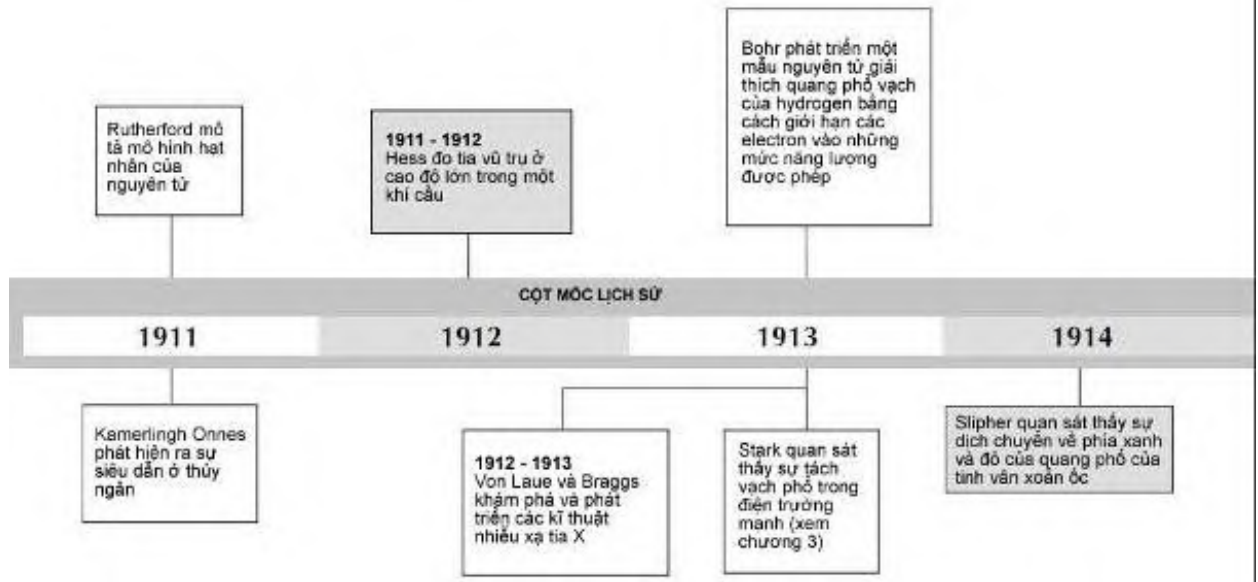 Rutherford mô
tả mô hình hạt
nhân của
nguyên tử
1911 - 1912
Hess đo tia vũ trụ ở
cao độ lớn trong một
khí cầu
Bohr phát triển một
mẫu nguyên tử giải
thích quang phổ vạch
của hydrogen bằng
cách giới hạn các
electron vào những
mức năng lượng
được phép
CỘT MỐC LỊCH SỬ
1911
1912
1913
1914
Kamerlingh Onnes
phát hiện ra sự
siêu dẫn ở thủy
ngân
1912 - 1913
Von Laue và Braggs
khám phá và phát
triển các kĩ thuật
nhiễu xạ tia X
Stark quan sát
thấy sự tách
vạch phổ trong
điện trường
mạnh (xem
chương 3)
Slipher quan sát thấy sự
dịch chuyển về phía xanh
và đỏ của quang phổ của
tinh vân xoắn ốc